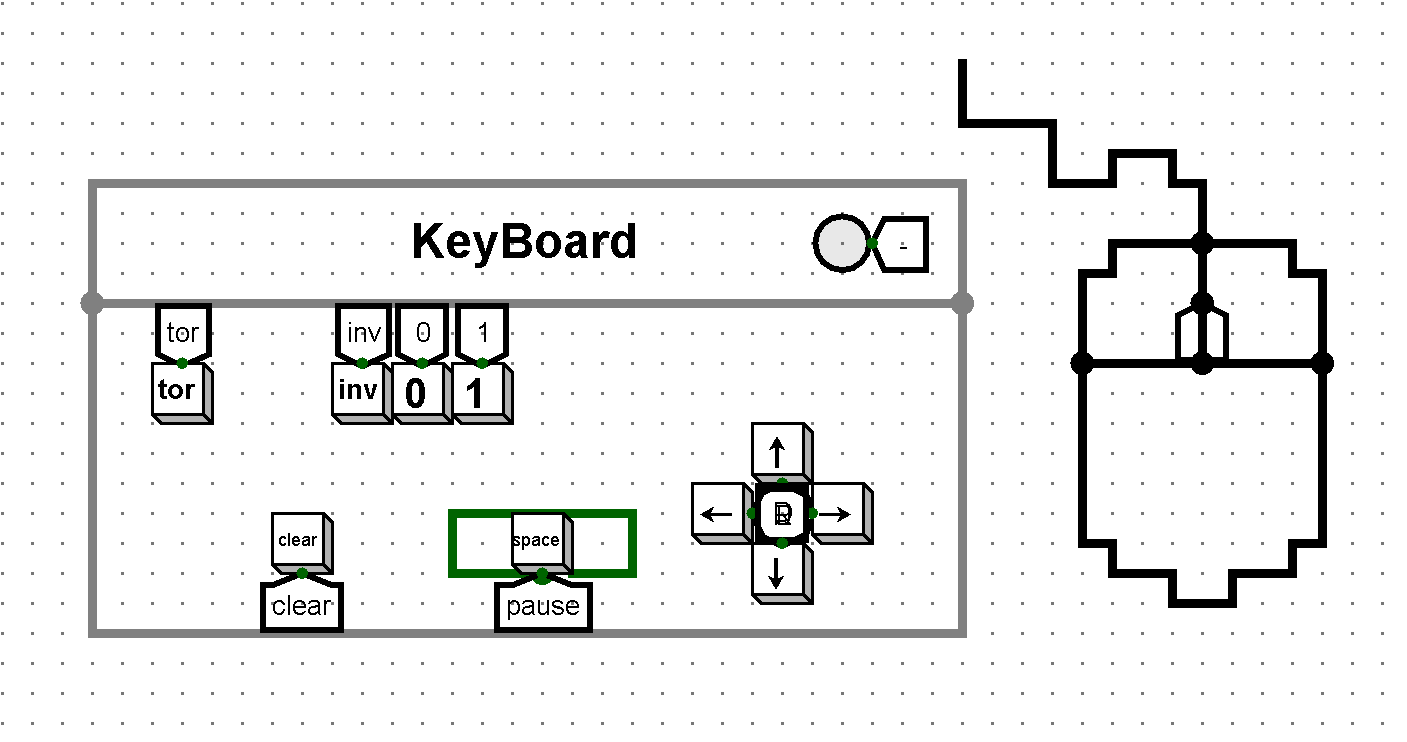 KeyBoard
-
tor inv 0 1
tor inv 0 1
↑
← →
↓
clear space
clear pause